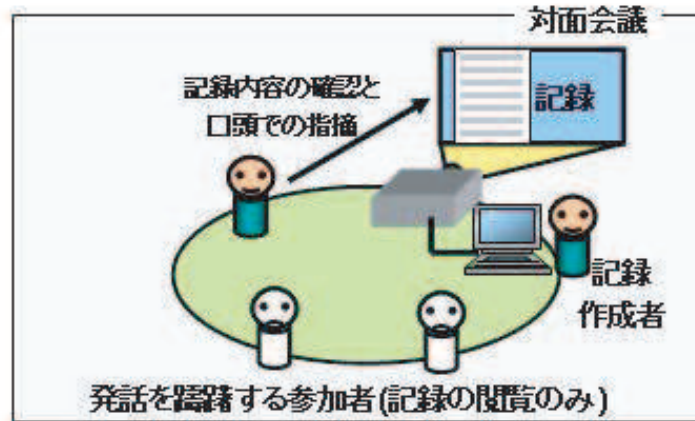 対面会議
記録内容の確認と
口頭での指摘
記録
記録
作成者
発話を躊躇する参加者(記録の閲覧のみ)